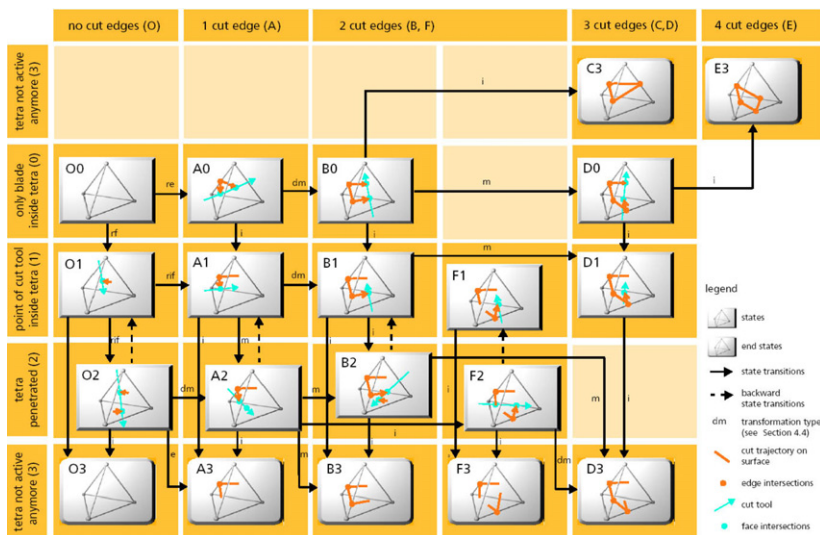 no cut edges (O)
1 cut edge (A)
2 cut edges (B, F)
3 cut edges (C,D)
4 cut edges (E)
tetra not active
anymore (3)
C3
E3
i
only blade
inside tetra (0)
O0
re
A0
dm
B0
m
D0
i
rf
i
i
i
point of cut tool
inside tetra (1)
O1
rif
A1
dm
B1
m
F1
D1
rif
i
m
i
i
tetra
penetrated (2)
O2
dm
A2
m
B2
i
F2
m
i
i
i
e
i
m
i
i
dm
tetra not active
anymore (3)
O3
A3
B3
F3
D3
legend
states
end states
state transitions
backward
state transitions
dm
transformation type
(see Section 4.4)
cut trajectory on
surface
edge intersections
cut tool
face intersections